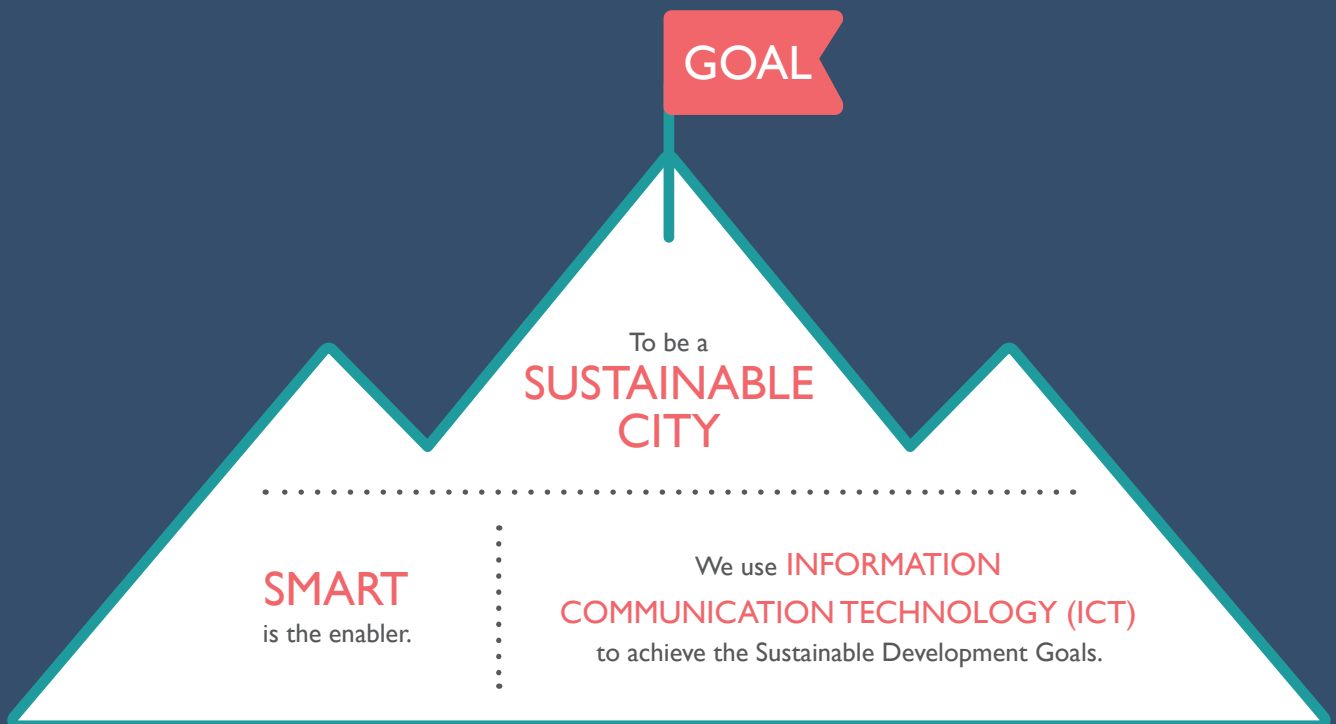 GOAL
To be a
SUSTAINABLE
CITY
SMART
is the enabler.
We use INFORMATION
COMMUNICATION TECHNOLOGY (ICT)
to achieve the Sustainable Development Goals.